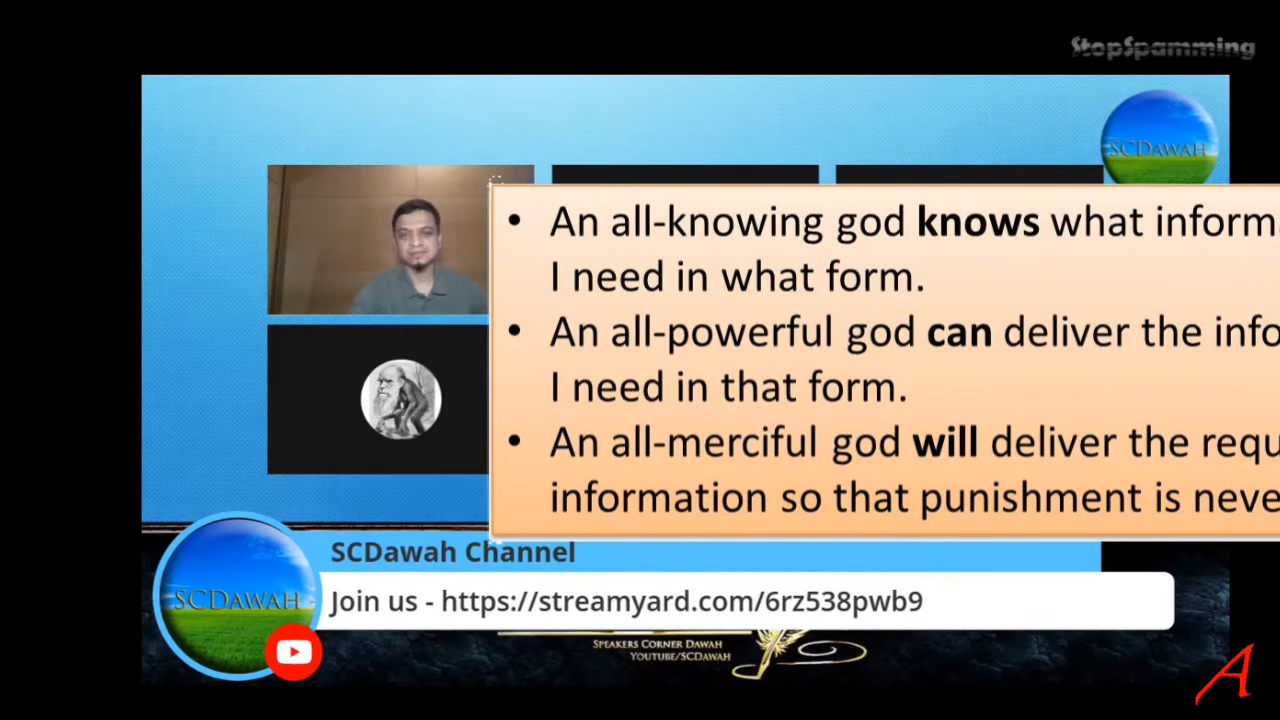 StopSpamming
SCDAWAH
• An all-knowing god knows what inform
I need in what form.
• An all-powerful god can deliver the info
I need in that form.
• An all-merciful god will deliver the requ
information so that punishment is neve
SCDawah Channel
SCDAWAH
Join us - https://streamyard.com/6rz538pwb9
SPEAKERS CORNER DAWAH
YOUTUBE/SCDAWAH
A